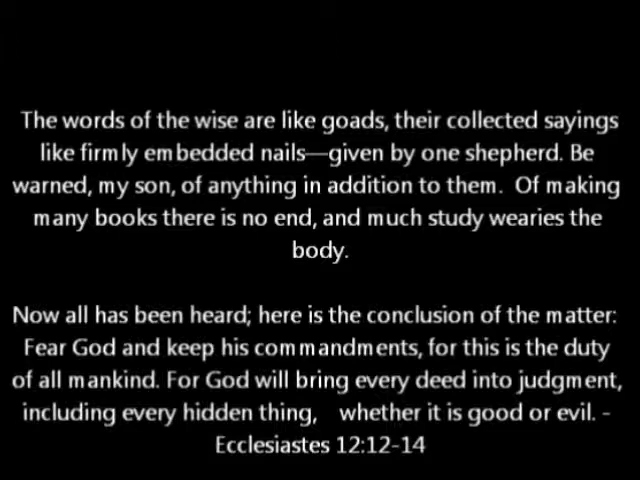 The words of the wise are like goads, their collected sayings
like firmly embedded nails—given by one shepherd. Be
warned, my son, of anything in addition to them. Of making
many books there is no end, and much study wearies the
body.
Now all has been heard; here is the conclusion of the matter:
Fear God and keep his commandments, for this is the duty
of all mankind. For God will bring every deed into judgment,
including every hidden thing, whether it is good or evil. -
Ecclesiastes 12:12-14